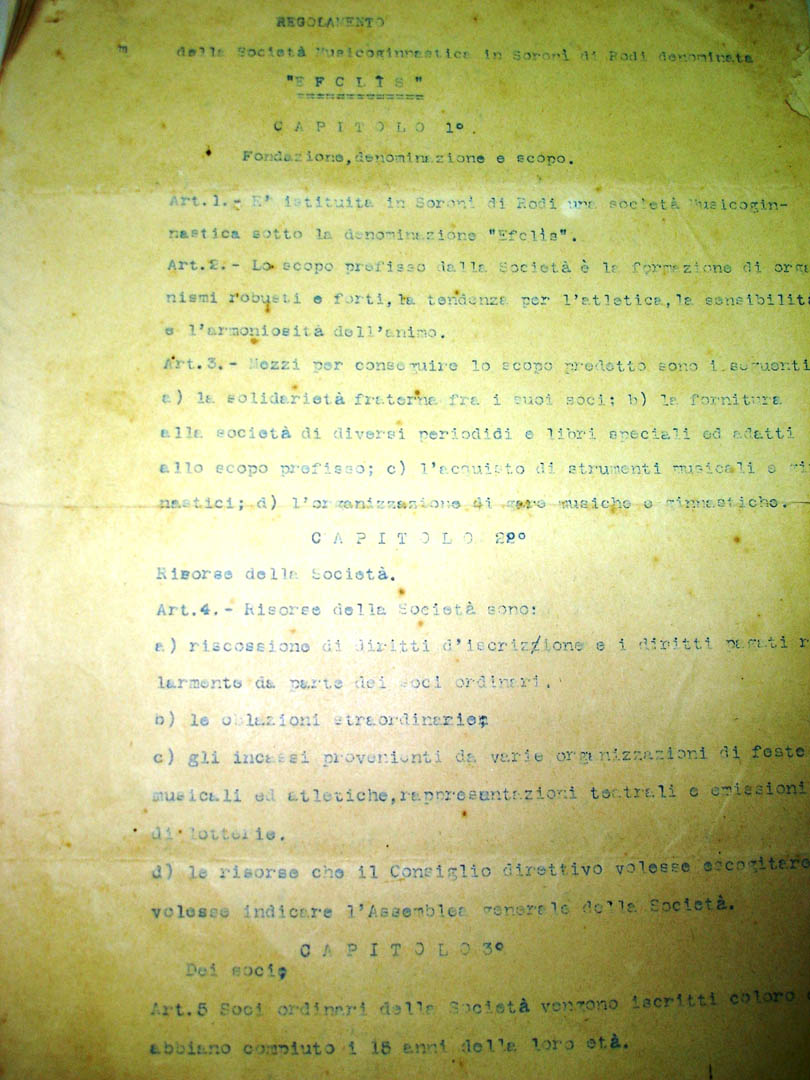 REGOLAMENTO
della Società Musicoginnastica in Soroni di Rodi denominata
"EFCLIS"
CAPITOLO 1º.
Fondazione,denominazione e scopo.
Art.1.- E' istituita in Soroni di Rodi una società Musicogin-
nastica sotto la denominazione "Efclis".
Art.2.- Lo scopo prefisso dalla Società è la formazione di orga
nismi robusti e forti,la tendenza per l'atletica,la sensibilità
e l'armoniosità dell'animo.
Art.3.- Mezzi per conseguire lo scopo predetto sono i seguenti
a) la solidarietà fraterna fra i suoi soci; b) la fornitura
alla società di diversi periodidi e libri speciali ed adatti
allo scopo prefisso; c) l'acquisto di strumenti musicali e gi
nastici; d) l'organizzazione di gare musiche e ginnastiche.
CAPITOLO 22º
Risorse della Società.
Art.4.- Risorse della Società sono:
a) riscossione di diritti d'iscrizione e i diritti pagati r
larmente da parte dei soci ordinari.
b) le oblazioni straordinarie;
c) gli incassi provenienti da varie organizzazioni di feste
musicali ed atletiche,rappresentazioni teatrali e emissioni
di lotterie.
d) le risorse che il Consiglio direttivo volesse escogitare
volesse indicare l'Assemblea generale della Società.
CAPITOLO 3º
Dei soci;
Art.5 Soci ordinari della Società vengono iscritti coloro
abbiano compiuto i 18 anni della loro età.